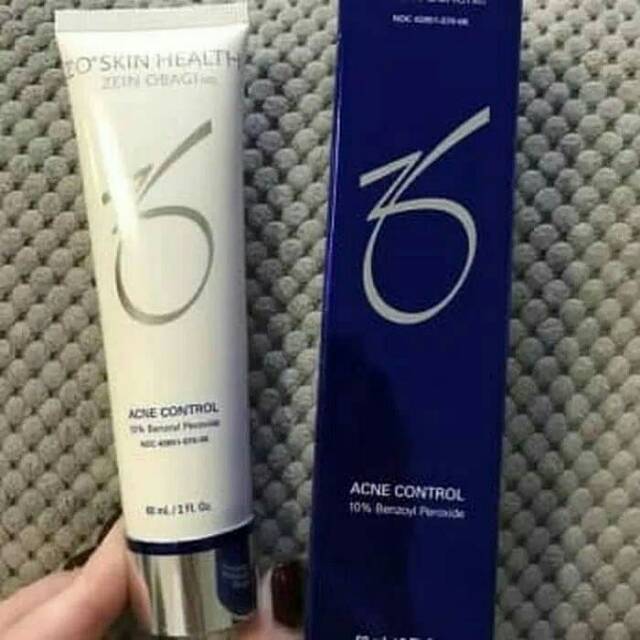 ZO® SKIN HEALTH
ZEIN OBAGI MD
ACNE CONTROL
10% Benzoyl Peroxide
60 mL / 2 Fl. Oz.
ACNE CONTROL
10% Benzoyl Peroxide